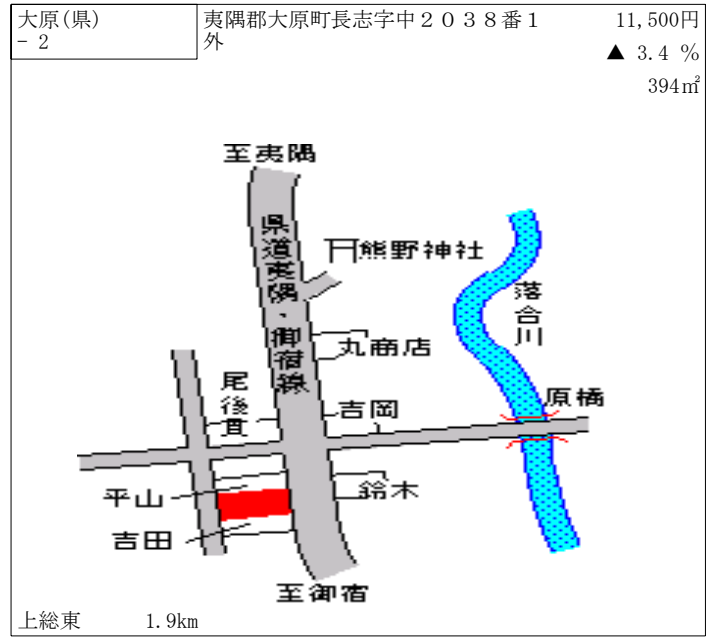 大原(県)
－2
夷隅郡大原町長志字中２０３８番１
外
11,500円
▲ 3.4 %
394㎡
至夷隅
県道夷隅・御宿線
熊野神社
落合川
丸商店
尾後貫
吉岡
原橋
平山
鈴木
吉田
至御宿
上総東 1.9km